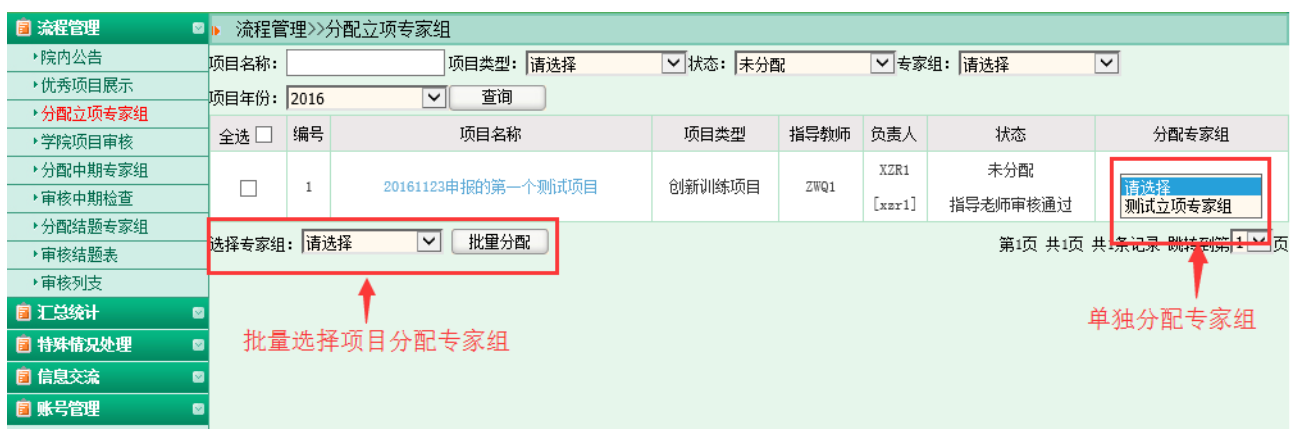 流程管理
院内公告
优秀项目展示
分配立项专家组
学院项目审核
分配中期专家组
审核中期检查
分配结题专家组
审核结题表
审核列支
汇总统计
特殊情况处理
信息交流
账号管理
流程管理>>分配立项专家组
项目名称： 项目类型： 请选择 状态： 未分配 专家组： 请选择
项目年份： 2016 查询
全选 编号 项目名称 项目类型 指导教师 负责人 状态 分配专家组
1 20161123申报的第一个测试项目 创新训练项目 ZWQ1
XZR1 未分配
[xzr1] 指导老师审核通过
请选择
测试立项专家组
选择专家组： 请选择 批量分配 第1页 共1页 共1条记录 跳转到第 1 页
批量选择项目分配专家组
单独分配专家组